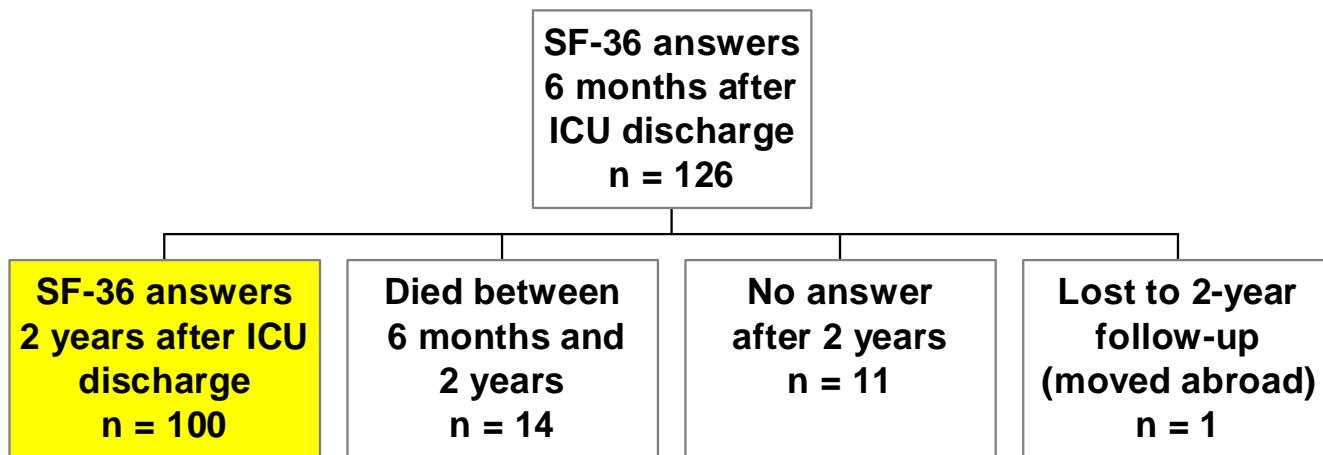 SF-36 answers
6 months after
ICU discharge
n = 126
SF-36 answers
2 years after ICU
discharge
n = 100
Died between
6 months and
2 years
n = 14
No answer
after 2 years
n = 11
Lost to 2-year
follow-up
(moved abroad)
n = 1